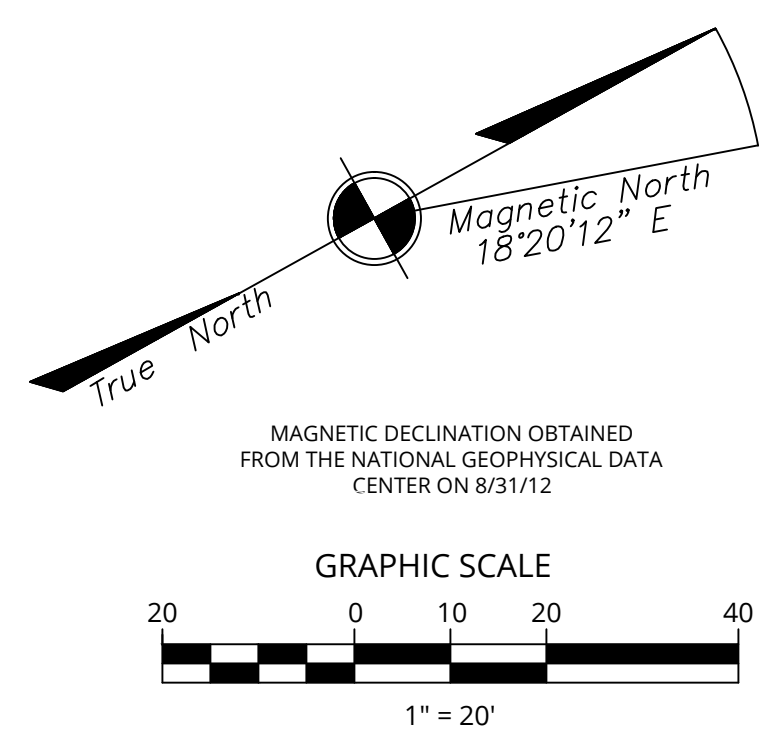 Magnetic North
18°20’12” E
True North
MAGNETIC DECLINATION OBTAINED
FROM THE NATIONAL GEOPHYSICAL DATA
CENTER ON 8/31/12
GRAPHIC SCALE
20 0 10 20 40
1" = 20'